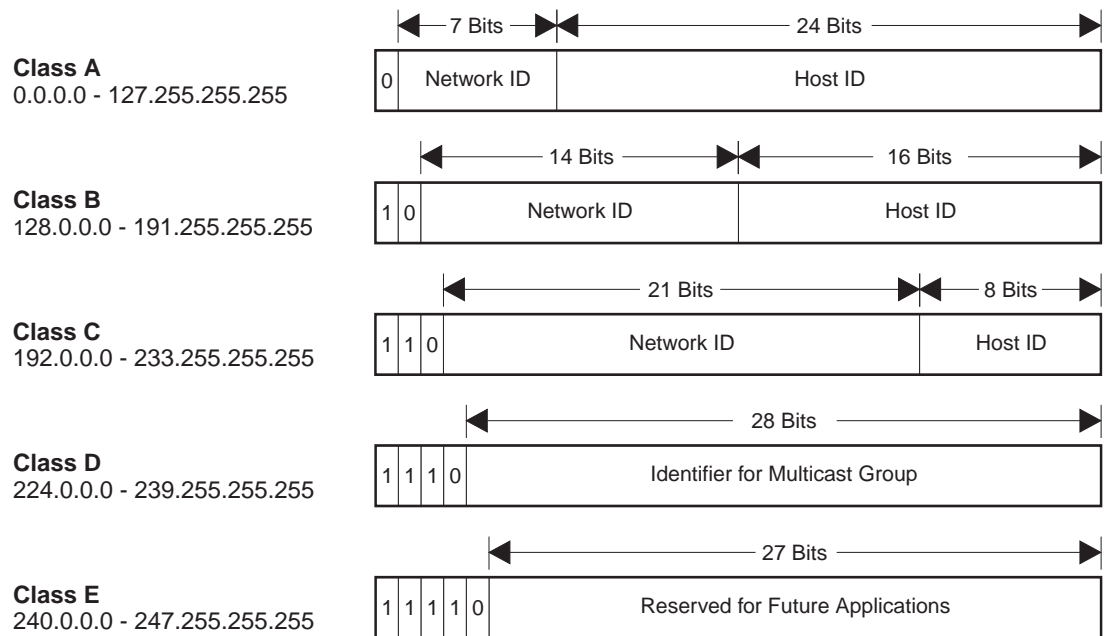 7 Bits 24 Bits
Class A
0.0.0.0 - 127.255.255.255
0 Network ID Host ID
14 Bits 16 Bits
Class B
128.0.0.0 - 191.255.255.255
1 0 Network ID Host ID
21 Bits 8 Bits
Class C
192.0.0.0 - 233.255.255.255
1 1 0 Network ID Host ID
28 Bits
Class D
224.0.0.0 - 239.255.255.255
1 1 1 0 Identifier for Multicast Group
27 Bits
Class E
240.0.0.0 - 247.255.255.255
1 1 1 1 0 Reserved for Future Applications